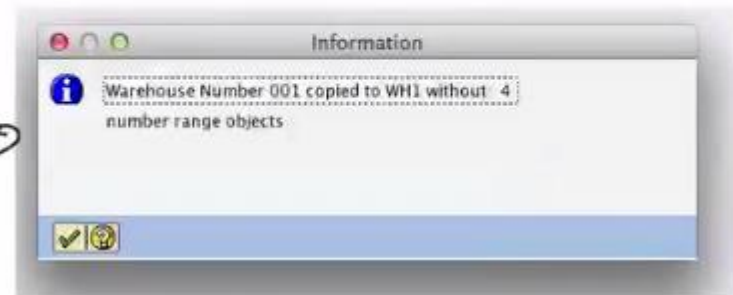 Information
Warehouse Number 001 copied to WH1 without 4
number range objects